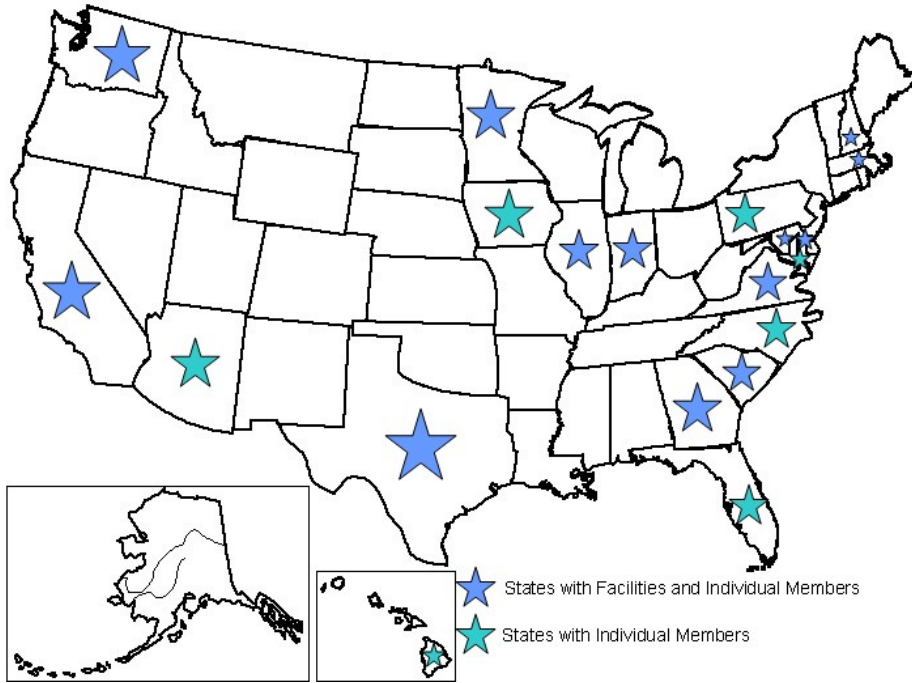 States with Facilities and Individual Members
States with Individual Members